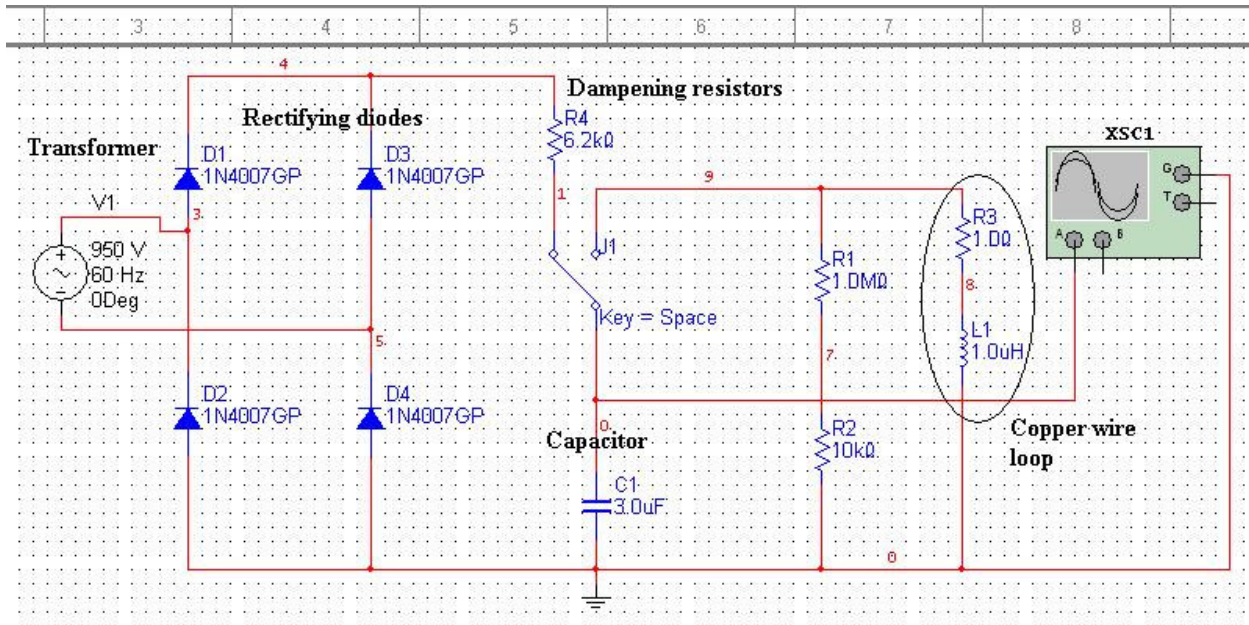 3 4 5 6 7 8
4
Dampening resistors
Rectifying diodes
R4
6.2kΩ
XSC1
Transformer
D1
1N4007GP
D3
1N4007GP
G
T
A B
9
1
3
V1
950 V
60 Hz
0Deg
J1
Key = Space
R3
1.0Ω
R1
1.0MΩ
8
L1
1.0uH
5
7
D2
1N4007GP
D4
1N4007GP
0
Capacitor
R2
10kΩ
Copper wire
loop
C1
3.0uF
0